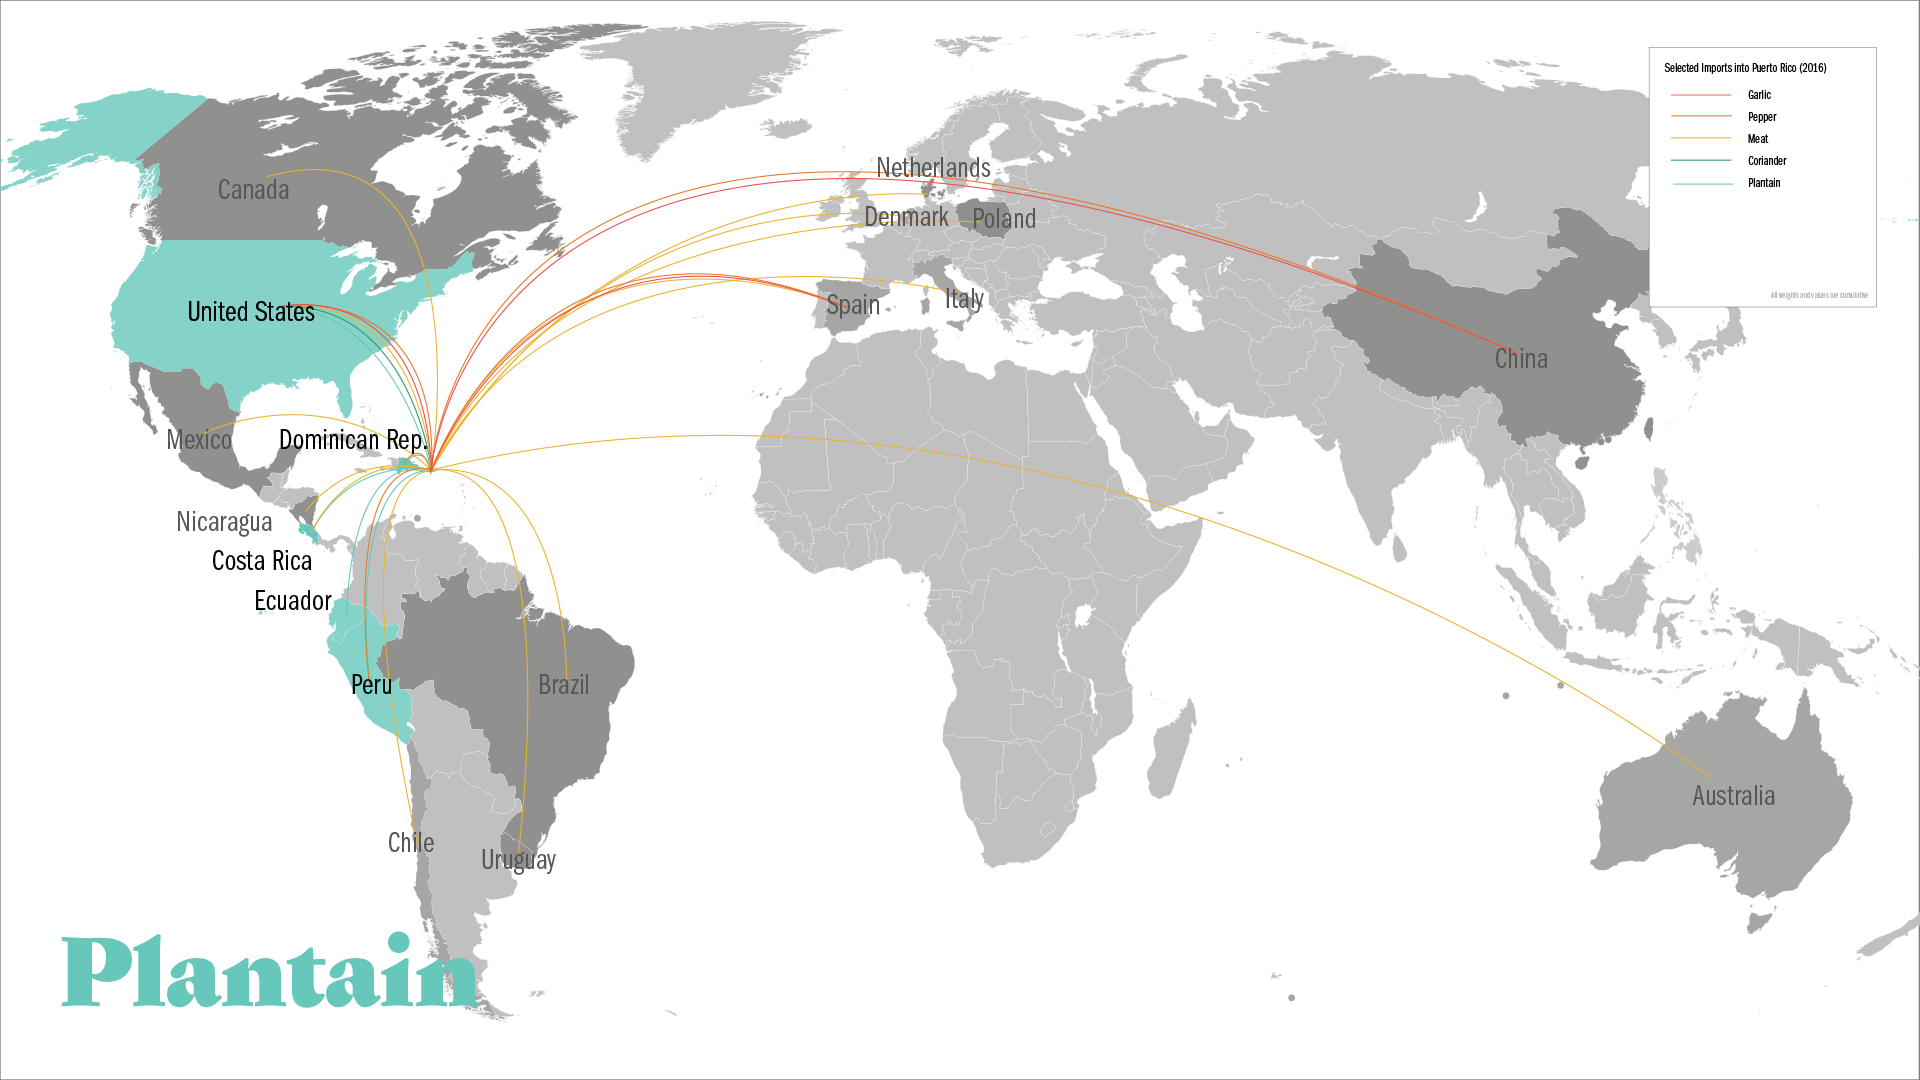 Selected Imports into Puerto Rico (2016)
Garlic
Pepper
Meat
Coriander
Plantain
All weights and values are cumulative
Netherlands
Canada
Denmark
Poland
United States
Spain
Italy
China
Mexico
Dominican Rep.
Nicaragua
Costa Rica
Ecuador
Peru
Brazil
Australia
Chile
Uruguay
Plantain